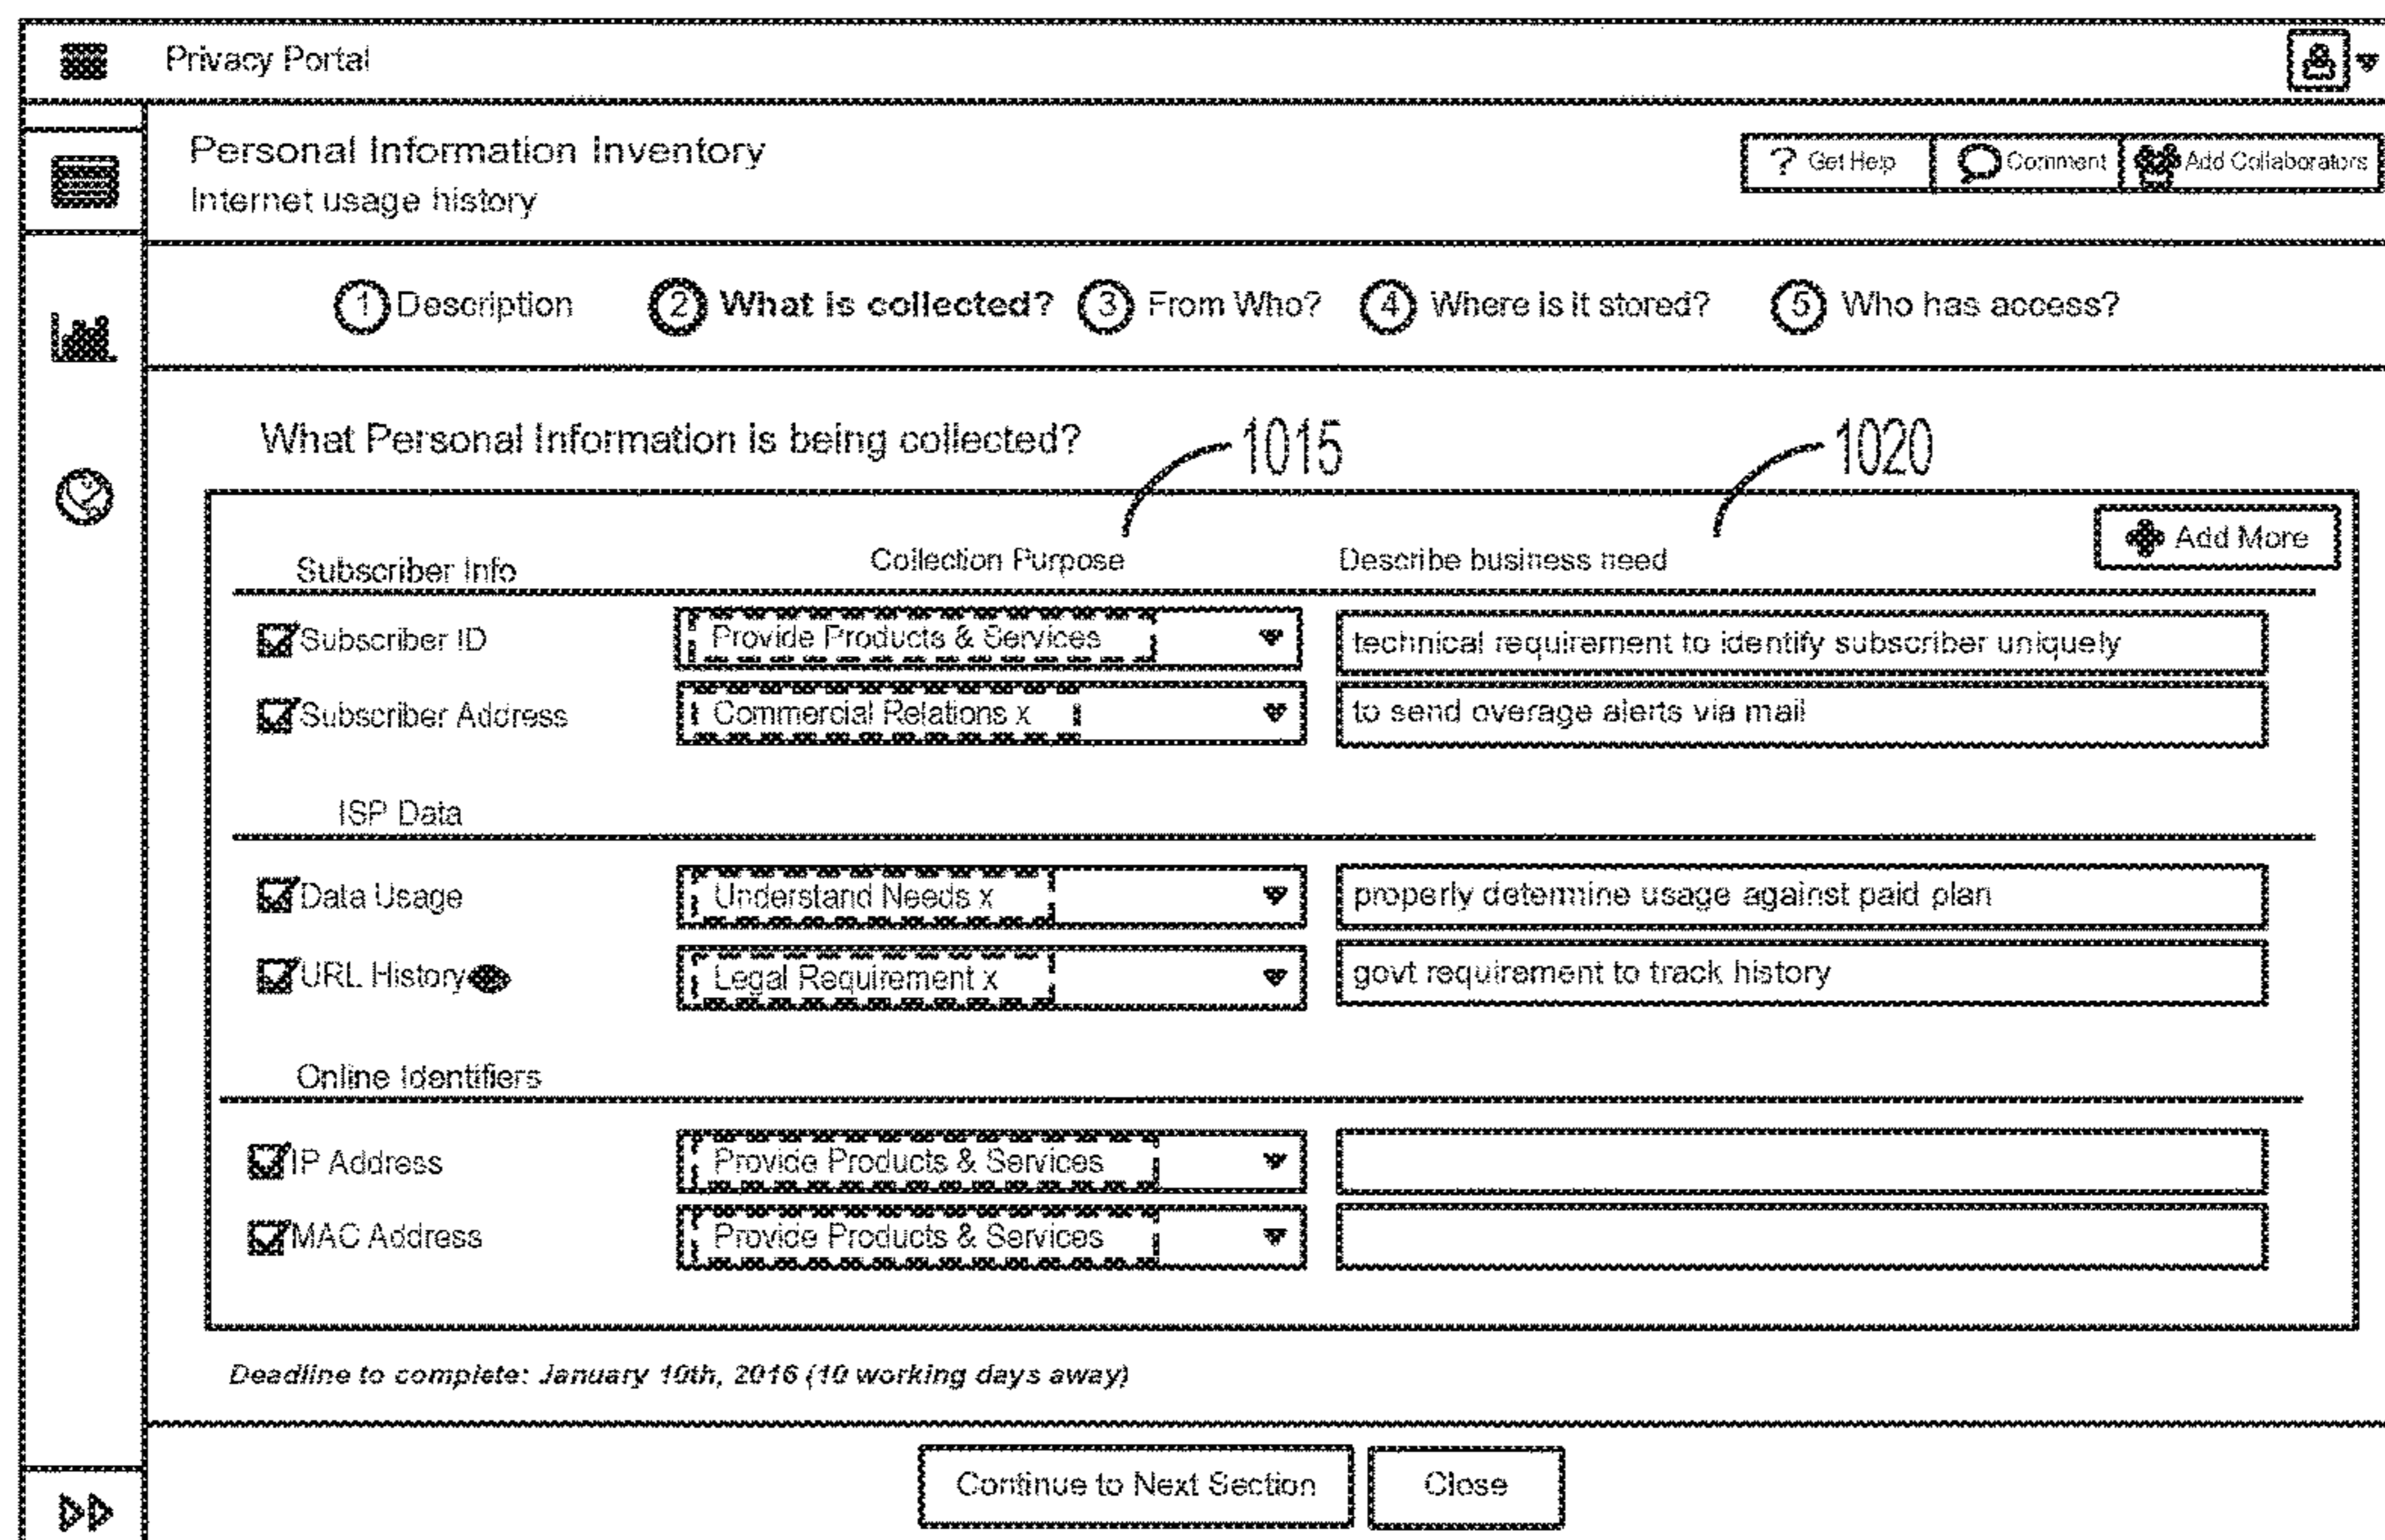 Privacy Portal
Personal Information Inventory
Internet usage history
? Get Help Comment Add Collaborators
1 Description 2 What is collected? 3 From Who? 4 Where is it stored? 5 Who has access?
What Personal Information is being collected? 1015 1020
Add More
Subscriber Info Collection Purpose Describe business need
Subscriber ID Provide Products & Services technical requirement to identify subscriber uniquely
Subscriber Address Commercial Relations x to send overage alerts via mail
ISP Data
Data Usage Understand Needs x properly determine usage against paid plan
URL History Legal Requirement x govt requirement to track history
Online Identifiers
IP Address Provide Products & Services
MAC Address Provide Products & Services
Deadline to complete: January 10th, 2016 (10 working days away)
Continue to Next Section Close